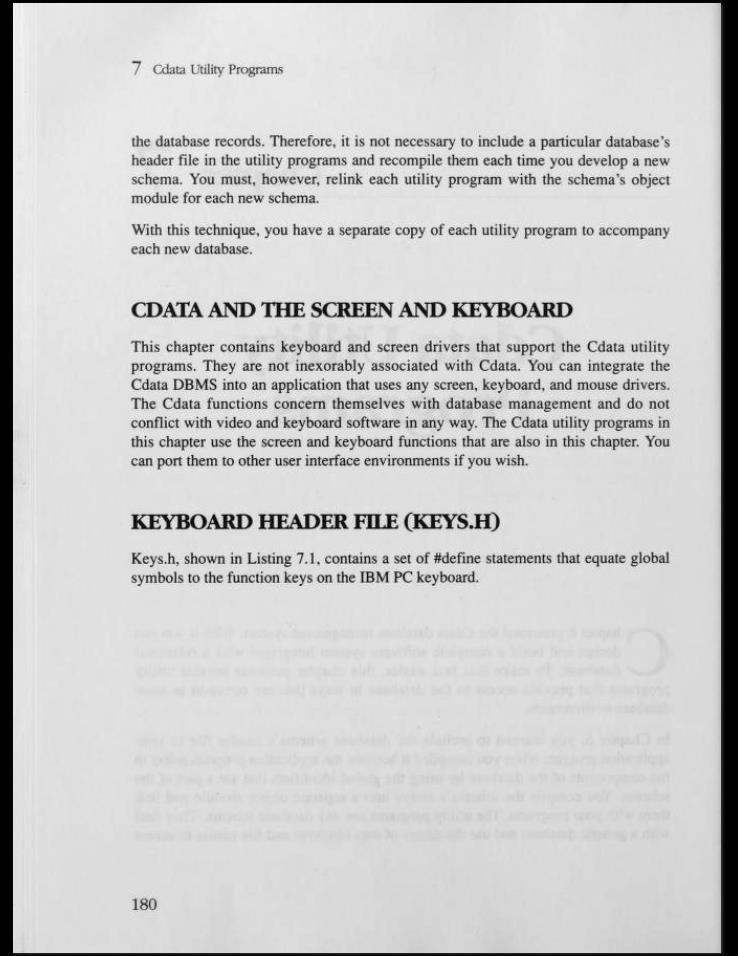 7 Cdata Utility Programs
the database records. Therefore, it is not necessary to include a particular database's
header file in the utility programs and recompile them each time you develop a new
schema. You must, however, relink each utility program with the schema's object
module for each new schema.
With this technique, you have a separate copy of each utility program to accompany
each new database.
CDATA AND THE SCREEN AND KEYBOARD
This chapter contains keyboard and screen drivers that support the Cdata utility
programs. They are not inexorably associated with Cdata. You can integrate the
Cdata DBMS into an application that uses any screen, keyboard, and mouse drivers.
The Cdata functions concern themselves with database management and do not
conflict with video and keyboard software in any way. The Cdata utility programs in
this chapter use the screen and keyboard functions that are also in this chapter. You
can port them to other user interface environments if you wish.
KEYBOARD HEADER FILE (KEYS.H)
Keys.h, shown in Listing 7.1, contains a set of #define statements that equate global
symbols to the function keys on the IBM PC keyboard.
180